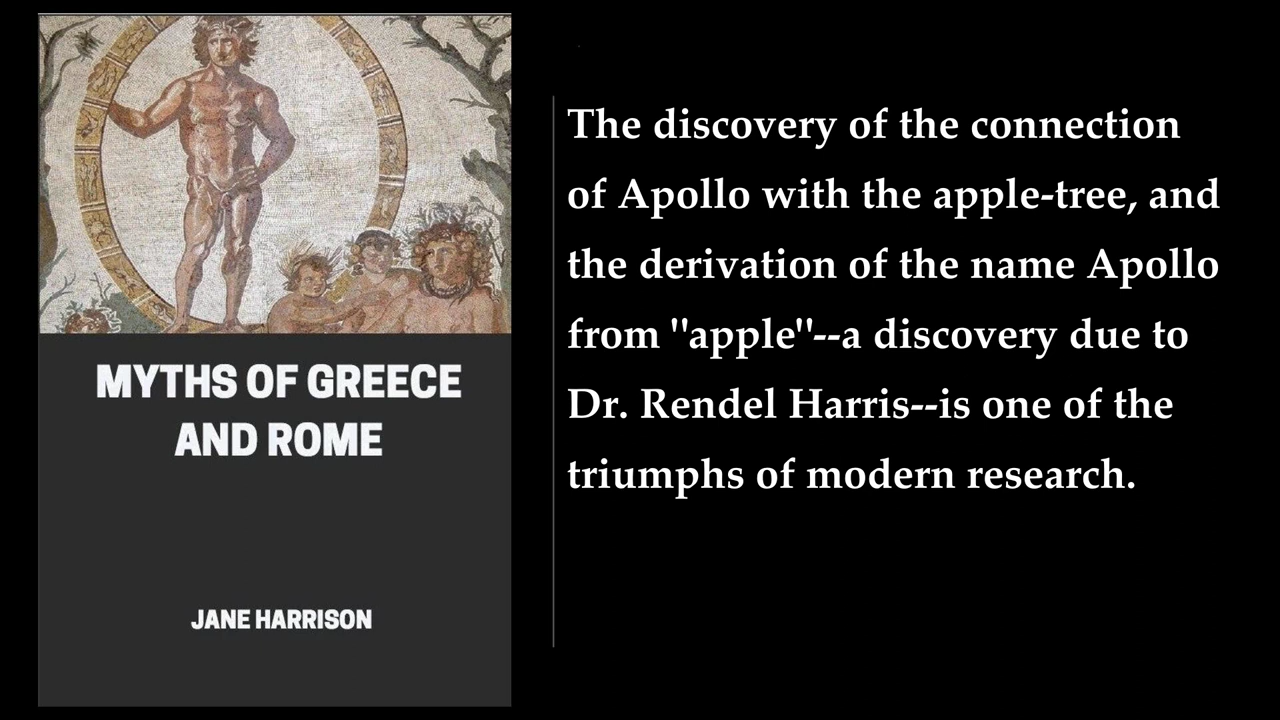 MYTHS OF GREECE
AND ROME
JANE HARRISON
The discovery of the connection
of Apollo with the apple-tree, and
the derivation of the name Apollo
from "apple"--a discovery due to
Dr. Rendel Harris--is one of the
triumphs of modern research.